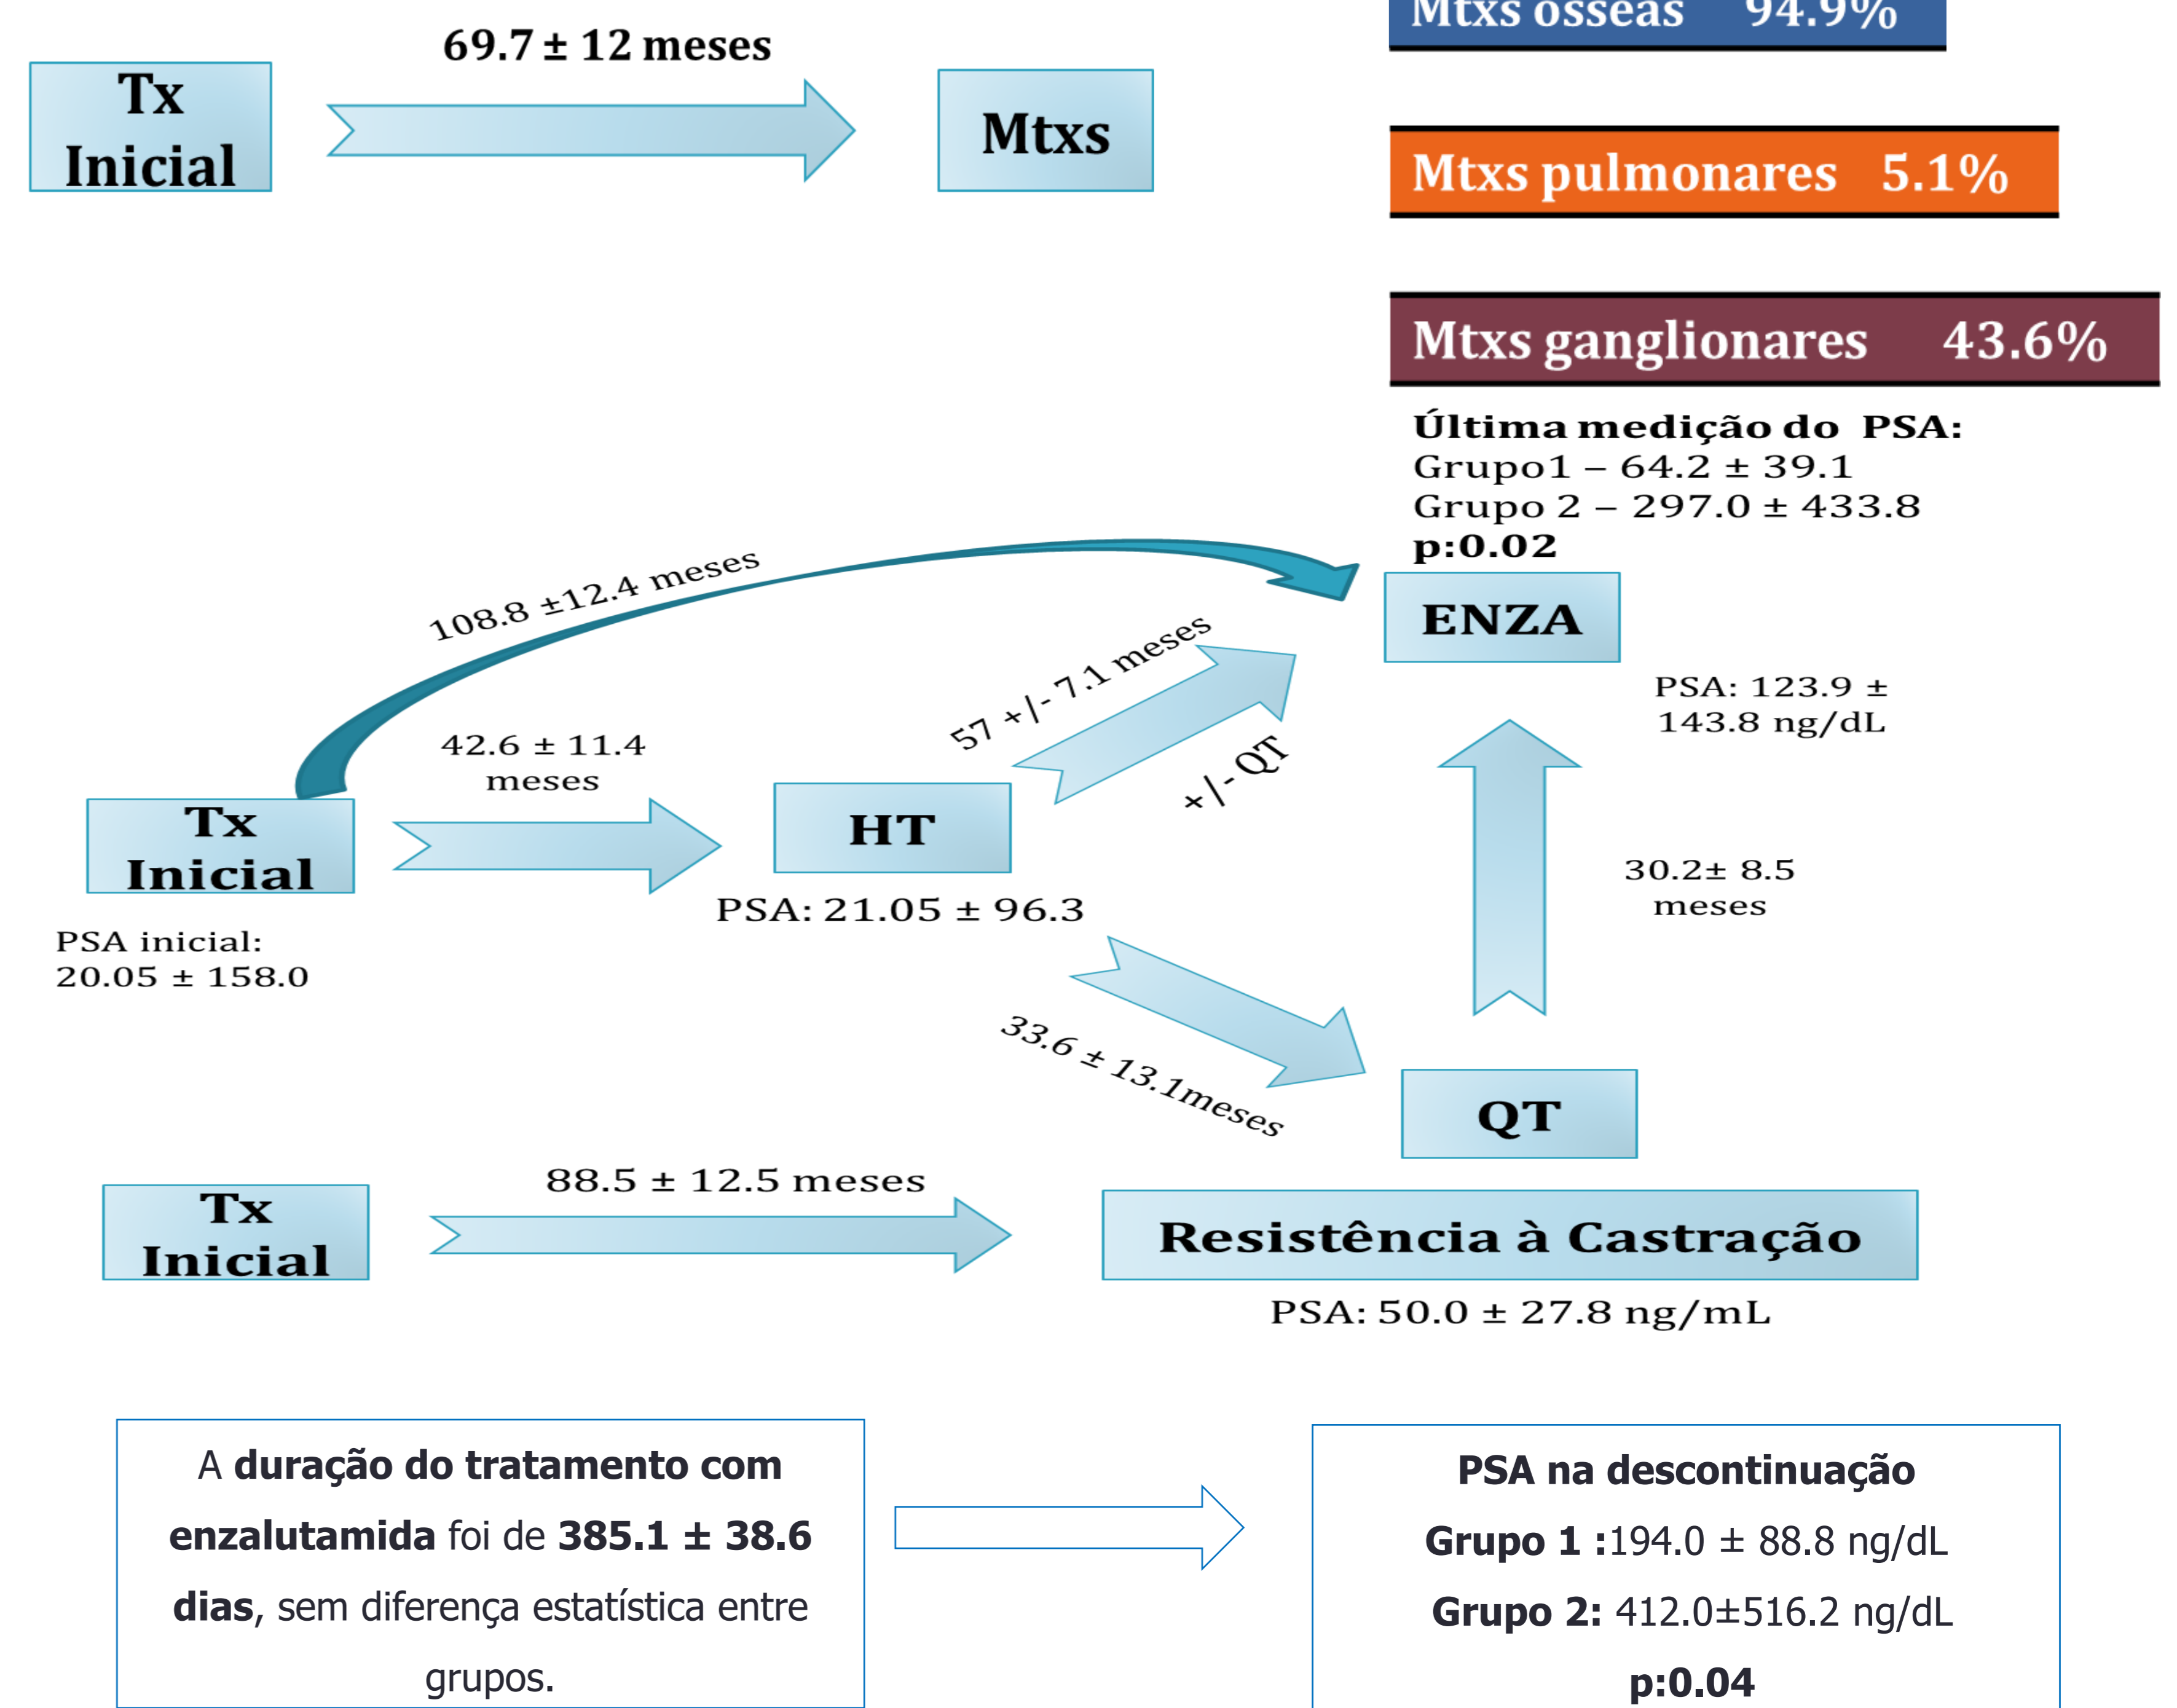 69.7 ± 12 meses
Tx
Inicial
Mtxs
Mtxs ósseas 94.9%
Mtxs pulmonares 5.1%
Mtxs ganglionares 43.6%
Última medição do PSA:
Grupo1 – 64.2 ± 39.1
Grupo 2 – 297.0 ± 433.8
p:0.02
108.8 ±12.4 meses
ENZA
PSA: 123.9 ±
143.8 ng/dL
57 +/- 7.1 meses
+/- QT
42.6 ± 11.4
meses
Tx
Inicial
HT
PSA: 21.05 ± 96.3
PSA inicial:
20.05 ± 158.0
30.2± 8.5
meses
33.6 ± 13.1meses
QT
88.5 ± 12.5 meses
Tx
Inicial
Resistência à Castração
PSA: 50.0 ± 27.8 ng/mL
A duração do tratamento com
enzalutamida foi de 385.1 ± 38.6
dias, sem diferença estatística entre
grupos.
PSA na descontinuação
Grupo 1 :194.0 ± 88.8 ng/dL
Grupo 2: 412.0±516.2 ng/dL
p:0.04